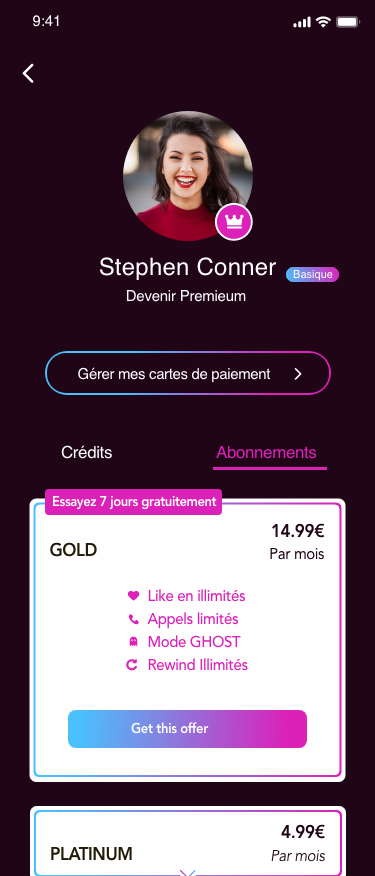 9:41
Stephen Conner
Basique
Devenir Premieum
Gérer mes cartes de paiement
Crédits
Abonnements
Essayez 7 jours gratuitement
14.99€
GOLD
Par mois
Like en illimités
Appels limités
Mode GHOST
Rewind Illimités
Get this offer
4.99€
PLATINUM
Par mois